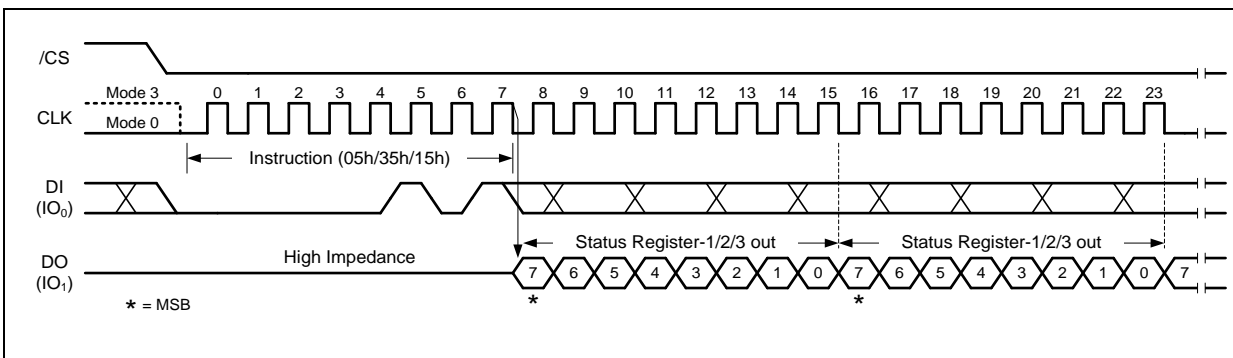 /CS
Mode 3
0 1 2 3 4 5 6 7 8 9 10 11 12 13 14 15 16 17 18 19 20 21 22 23
CLK
Mode 0
Instruction (05h/35h/15h)
DI
(IO₀)
Status Register-1/2/3 out
Status Register-1/2/3 out
High Impedance
DO
(IO₁)
7 6 5 4 3 2 1 0 7 6 5 4 3 2 1 0 7
* *
* = MSB